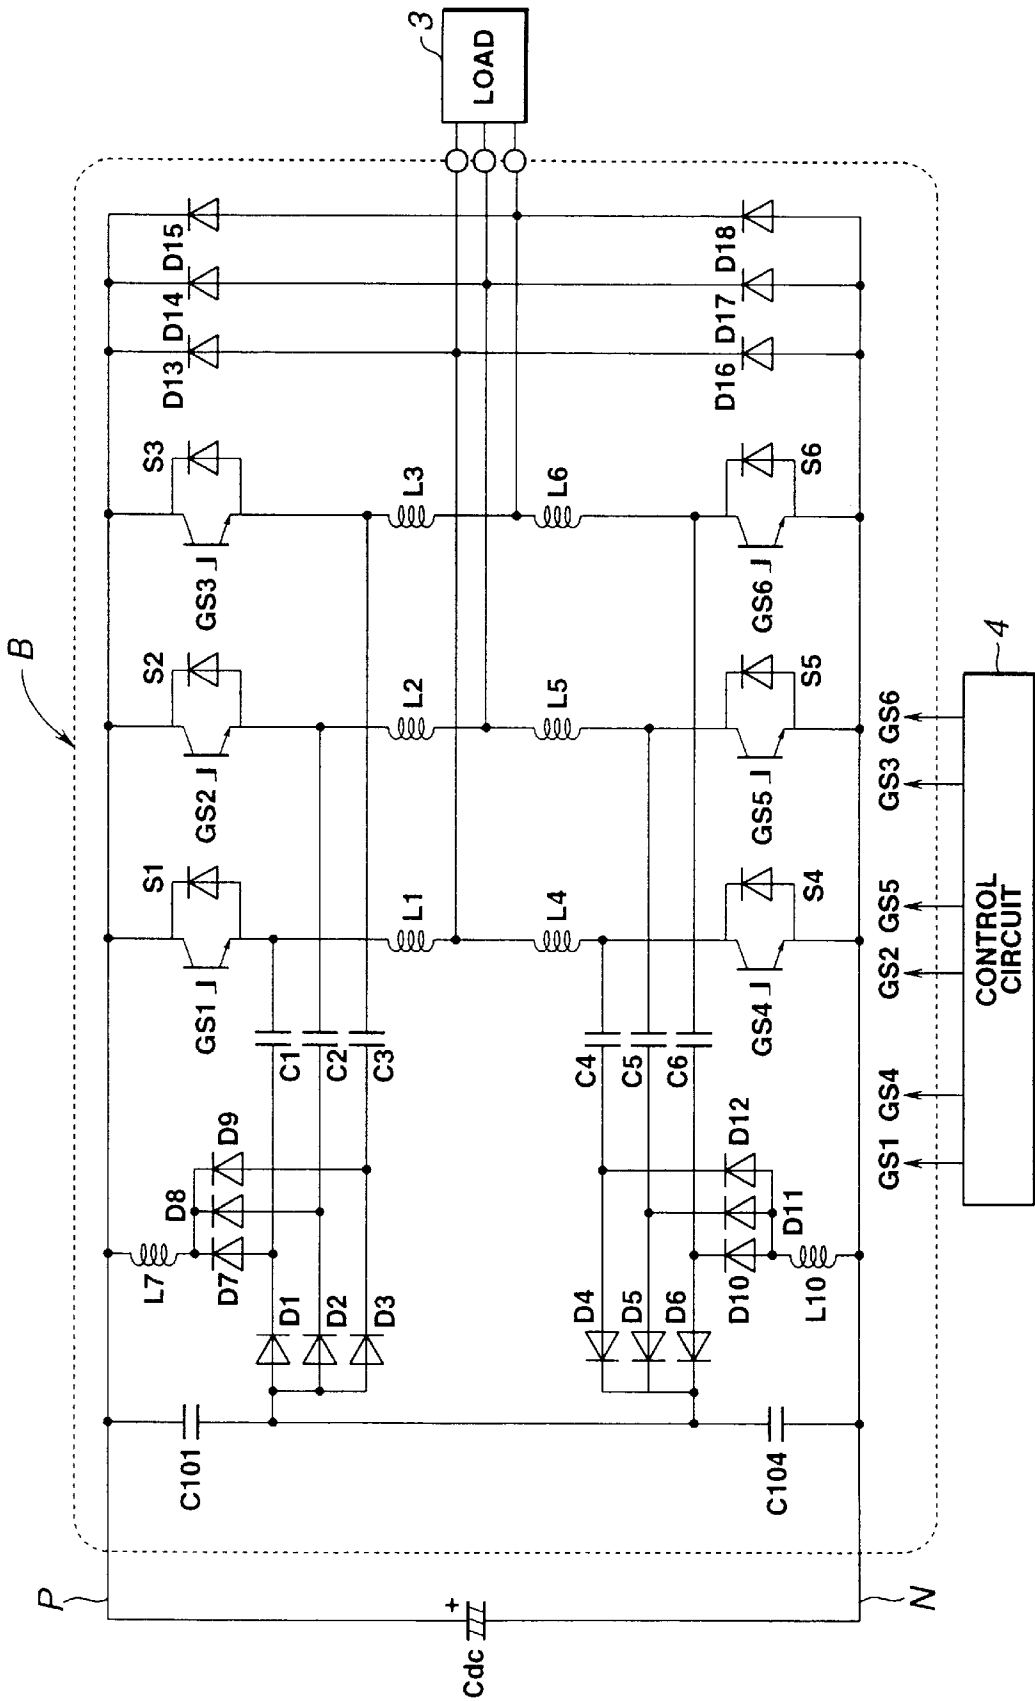 B
P
N
Cdc
+
C101
C104
L7
D7
D8
D9
D1
D2
D3
D4
D5
D6
D10
D11
D12
L10
C1
C2
C3
C4
C5
C6
GS1
S1
GS2
S2
GS3
S3
L1
L2
L3
L4
L5
L6
GS4
S4
GS5
S5
GS6
S6
D13
D14
D15
D16
D17
D18
3
LOAD
GS1
GS4
GS2
GS5
GS3
GS6
4
CONTROL
CIRCUIT